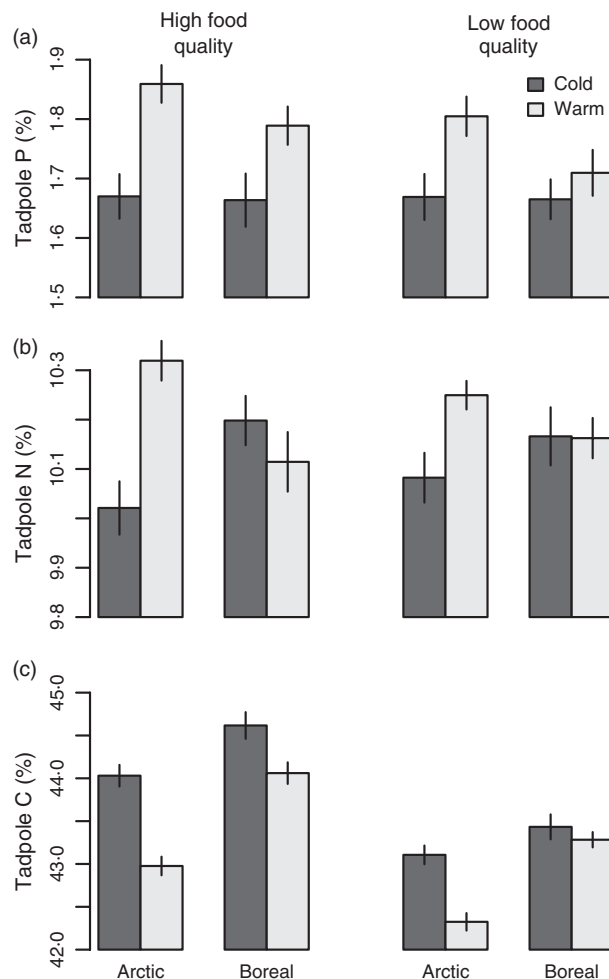 High food
quality
Low food
quality
(a)
Tadpole P (%)
1·5 1·6 1·7 1·8 1·9
Cold
Warm
(b)
Tadpole N (%)
9·8 9·9 10·1 10·3
(c)
Tadpole C (%)
42·0 43·0 44·0 45·0
Arctic Boreal Arctic Boreal